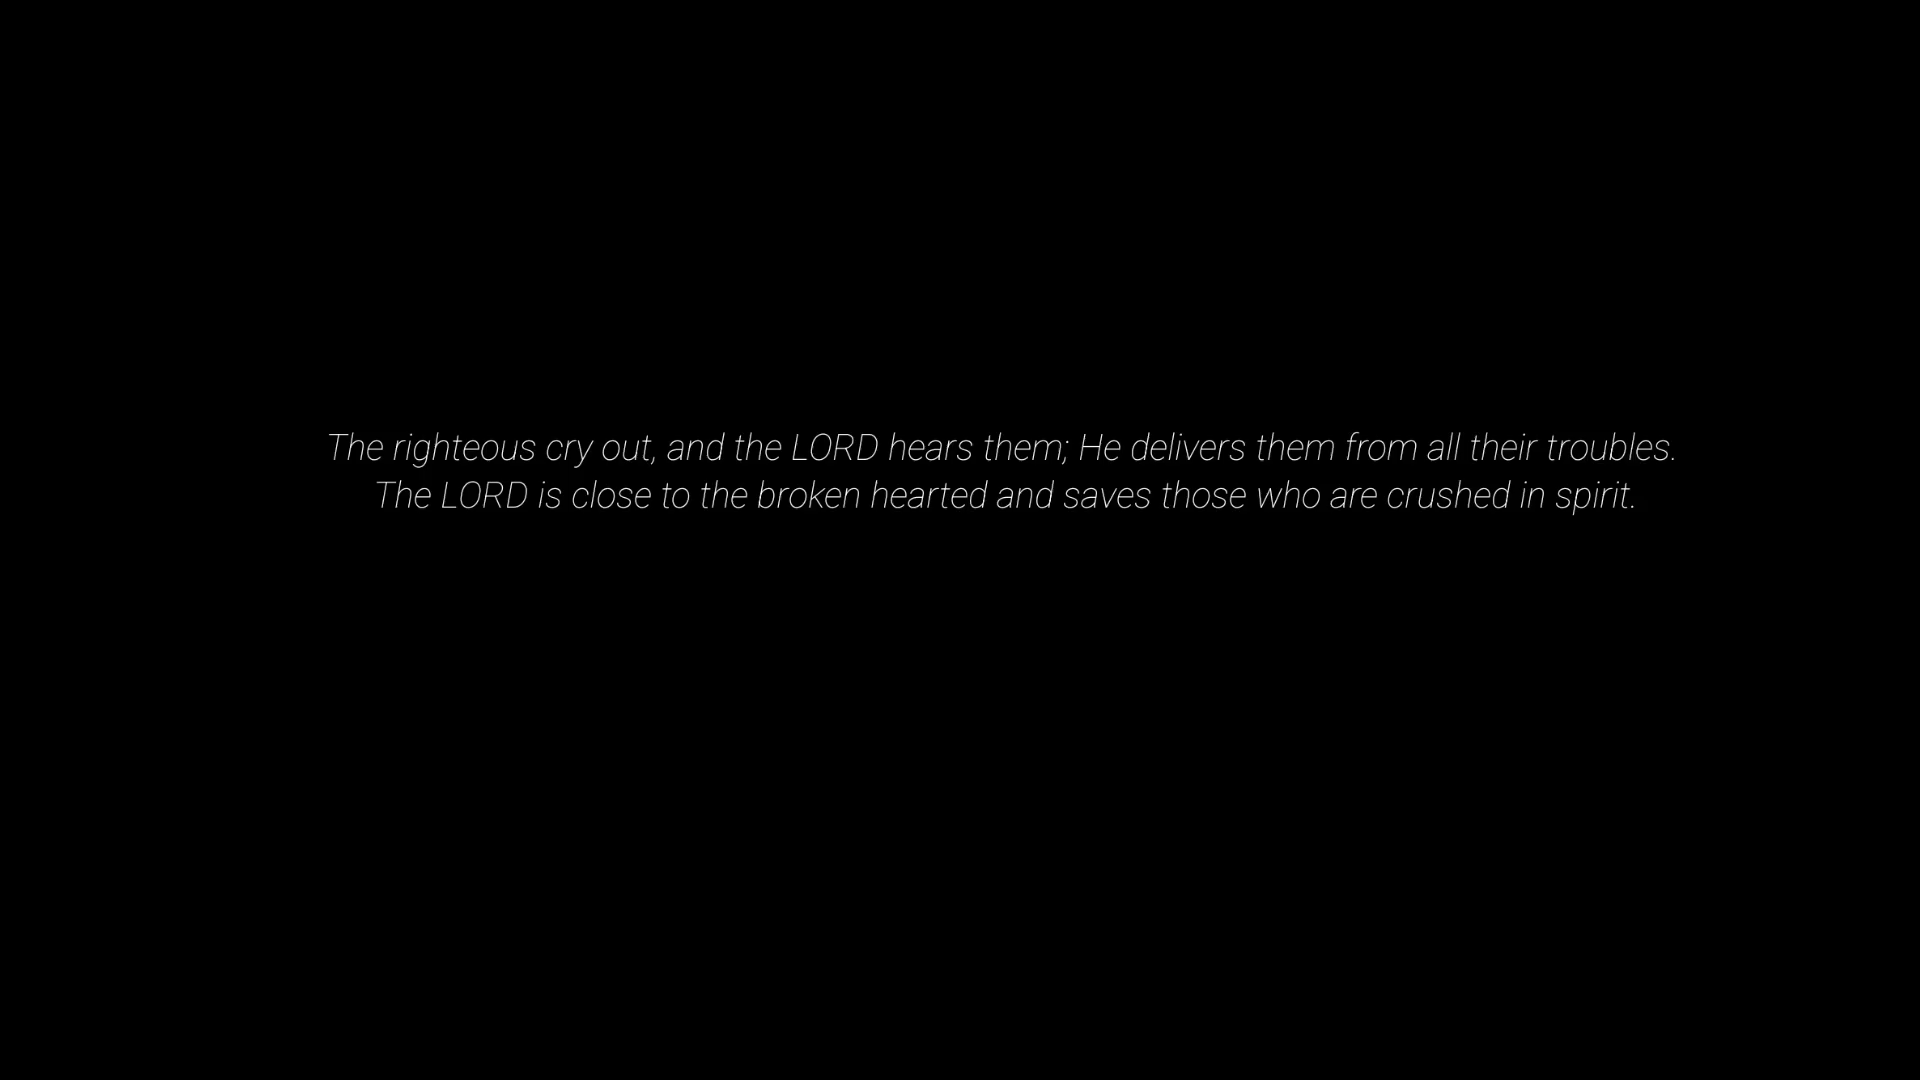 The righteous cry out, and the LORD hears them; He delivers them from all their troubles.
The LORD is close to the broken hearted and saves those who are crushed in spirit.